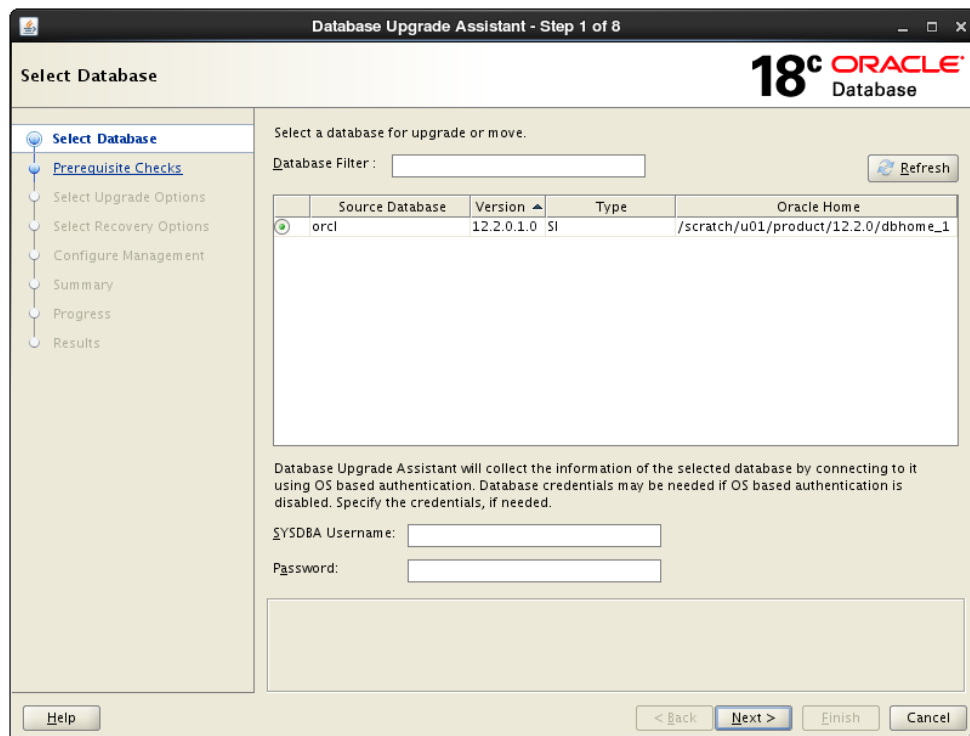 Database Upgrade Assistant - Step 1 of 8
Select Database
18c ORACLE
Database
Select Database
Prerequisite Checks
Select Upgrade Options
Select Recovery Options
Configure Management
Summary
Progress
Results
Select a database for upgrade or move.
Database Filter :
Refresh
Source Database Version Type Oracle Home
orcl 12.2.0.1.0 SI /scratch/u01/product/12.2.0/dbhome_1
Database Upgrade Assistant will collect the information of the selected database by connecting to it
using OS based authentication. Database credentials may be needed if OS based authentication is
disabled. Specify the credentials, if needed.
SYSDBA Username:
Password:
Help < Back Next > Finish Cancel